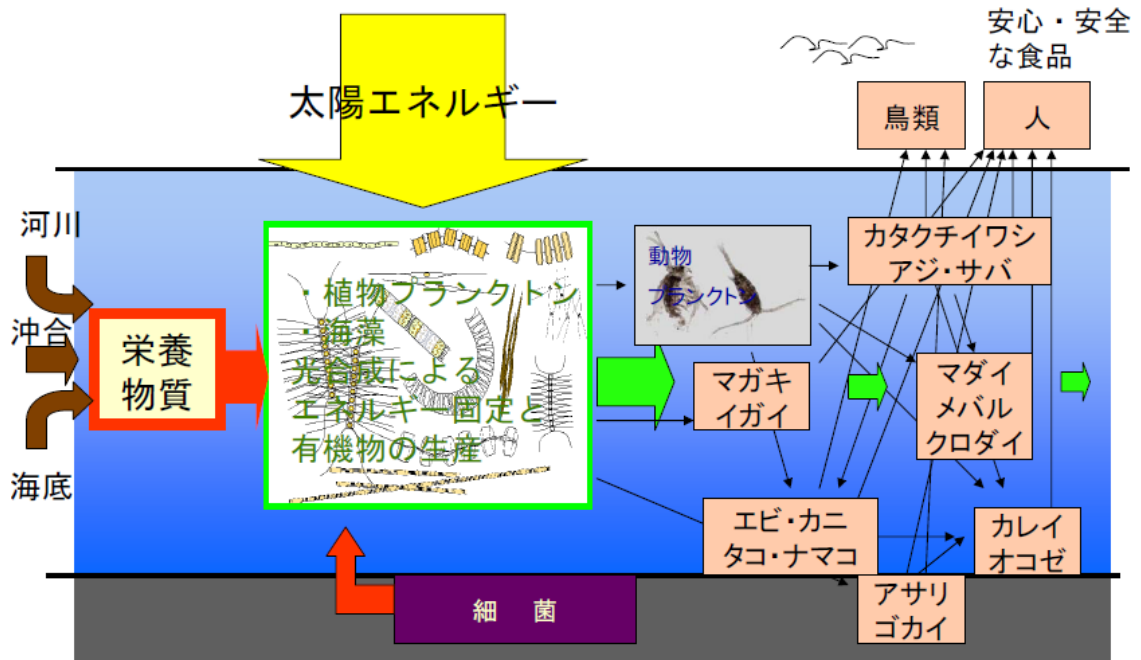 安心・安全
な食品
太陽エネルギー
鳥類
人
河川
沖合
海底
栄養
物質
・植物プランクトン
・海藻
光合成による
エネルギー固定と
有機物の生産
動物
プランクトン
カタクチイワシ
アジ・サバ
マガキ
イガイ
マダイ
メバル
クロダイ
エビ・カニ
タコ・ナマコ
カレイ
オコゼ
アサリ
ゴカイ
細 菌